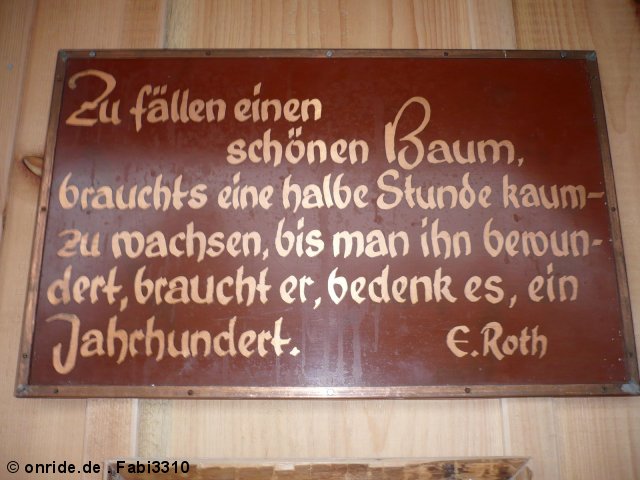 Zu fällen einen
schönen Baum,
brauchts eine halbe Stunde kaum-
zu wachsen, bis man ihn bewun-
dert, braucht er, bedenk es, ein
Jahrhundert. E. Roth
© onride.de . Fabi3310